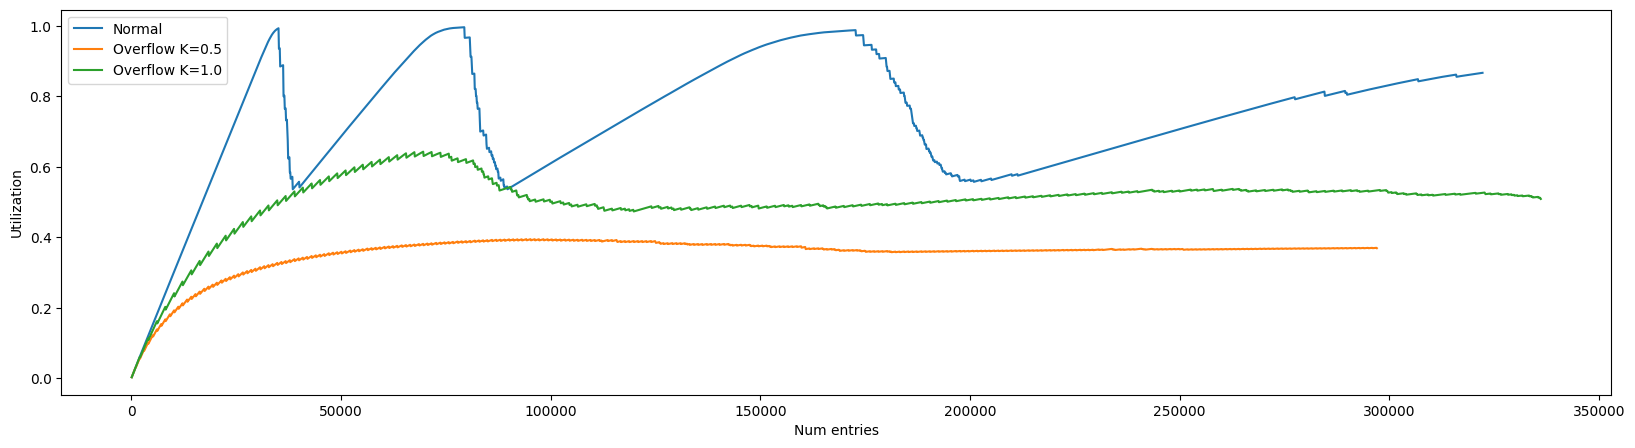 Normal
Overflow K=0.5
Overflow K=1.0
Utilization
1.0
0.8
0.6
0.4
0.2
0.0
0 50000 100000 150000 200000 250000 300000 350000
Num entries